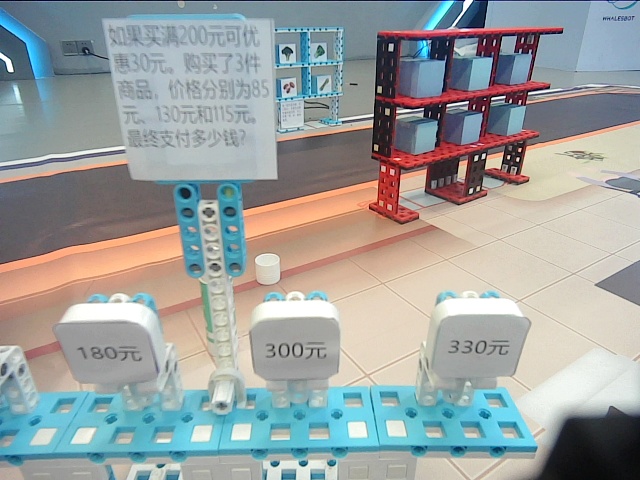 WHALESBOT
如果买满200元可优
惠30元。购买了3件
商品，价格分别为85
元、130元和115元。
最终支付多少钱?
180元
300元
330元